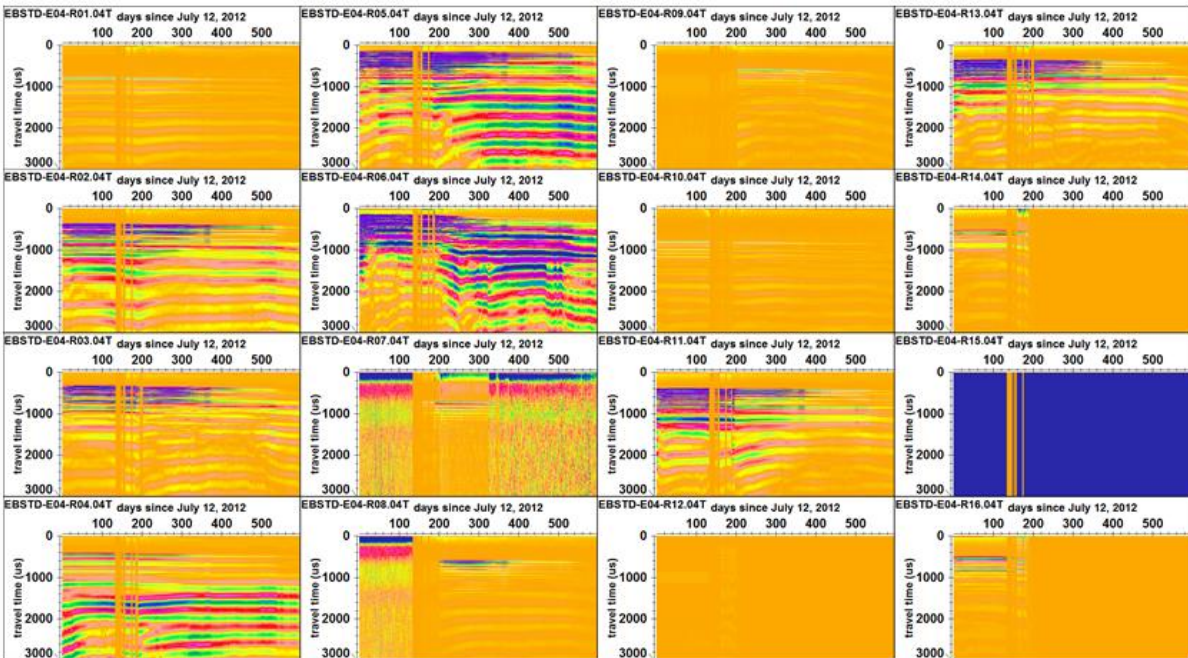 EBSTD-E04-R01.04T days since July 12, 2012
100 200 300 400 500
travel time (us)
0
1000
2000
3000
EBSTD-E04-R05.04T days since July 12, 2012
100 200 300 400 500
travel time (us)
0
1000
2000
3000
EBSTD-E04-R09.04T days since July 12, 2012
100 200 300 400 500
travel time (us)
0
1000
2000
3000
EBSTD-E04-R13.04T days since July 12, 2012
100 200 300 400 500
travel time (us)
0
1000
2000
3000
EBSTD-E04-R02.04T days since July 12, 2012
100 200 300 400 500
travel time (us)
0
1000
2000
3000
EBSTD-E04-R06.04T days since July 12, 2012
100 200 300 400 500
travel time (us)
0
1000
2000
3000
EBSTD-E04-R10.04T days since July 12, 2012
100 200 300 400 500
travel time (us)
0
1000
2000
3000
EBSTD-E04-R14.04T days since July 12, 2012
100 200 300 400 500
travel time (us)
0
1000
2000
3000
EBSTD-E04-R03.04T days since July 12, 2012
100 200 300 400 500
travel time (us)
0
1000
2000
3000
EBSTD-E04-R07.04T days since July 12, 2012
100 200 300 400 500
travel time (us)
0
1000
2000
3000
EBSTD-E04-R11.04T days since July 12, 2012
100 200 300 400 500
travel time (us)
0
1000
2000
3000
EBSTD-E04-R15.04T days since July 12, 2012
100 200 300 400 500
travel time (us)
0
1000
2000
3000
EBSTD-E04-R04.04T days since July 12, 2012
100 200 300 400 500
travel time (us)
0
1000
2000
3000
EBSTD-E04-R08.04T days since July 12, 2012
100 200 300 400 500
travel time (us)
0
1000
2000
3000
EBSTD-E04-R12.04T days since July 12, 2012
100 200 300 400 500
travel time (us)
0
1000
2000
3000
EBSTD-E04-R16.04T days since July 12, 2012
100 200 300 400 500
travel time (us)
0
1000
2000
3000